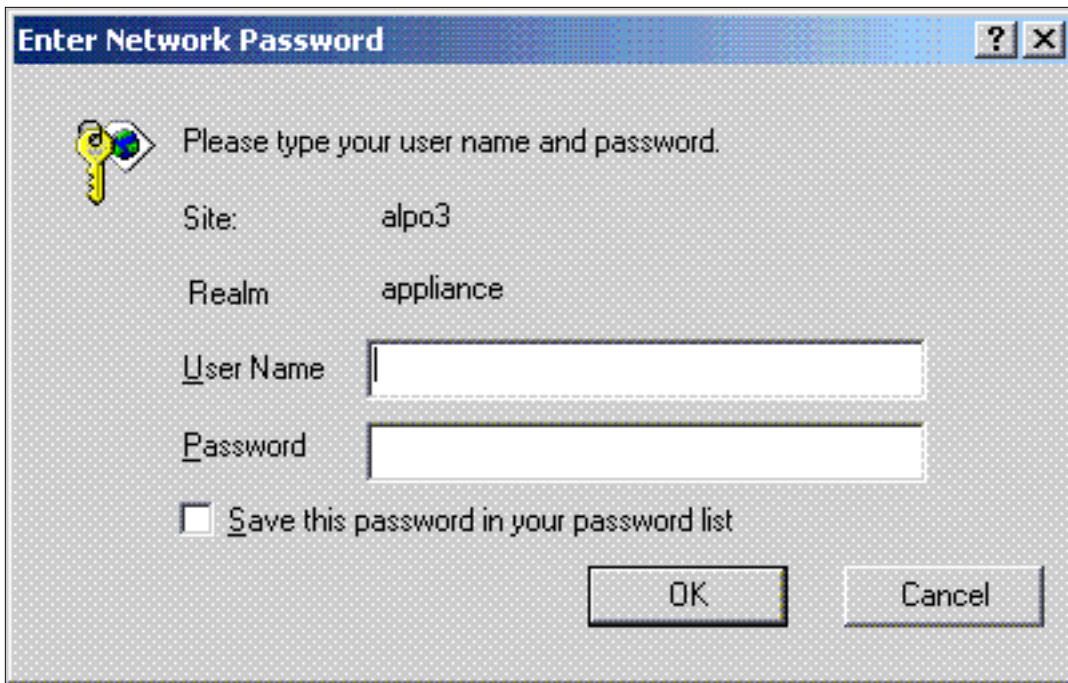 Enter Network Password
Please type your user name and password.
Site: alpo3
Realm appliance
User Name
Password
Save this password in your password list
OK Cancel